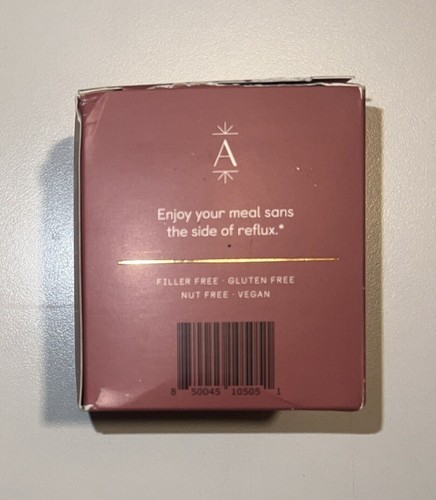 A
Enjoy your meal sans
the side of reflux.*
FILLER FREE · GLUTEN FREE
NUT FREE · VEGAN
8 50045 10505 1